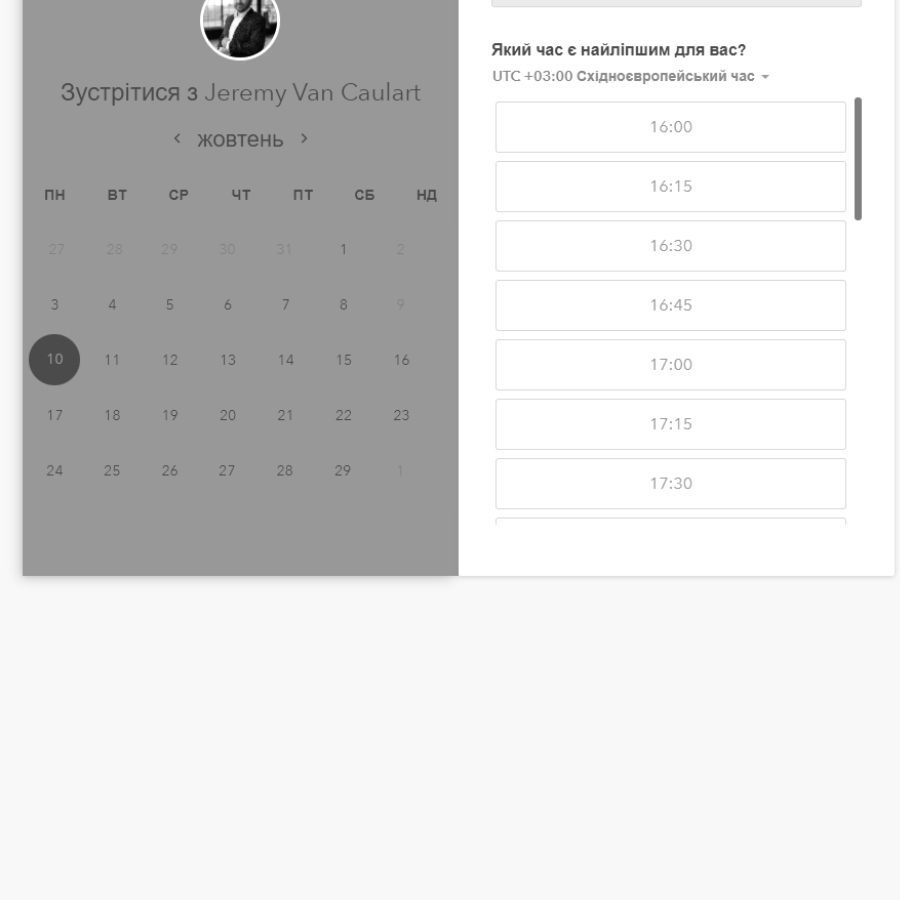 Зустрітися з Jeremy Van Caulart
жовтень
ПН ВТ СР ЧТ ПТ СБ НД
27 28 29 30 31 1 2
3 4 5 6 7 8 9
10 11 12 13 14 15 16
17 18 19 20 21 22 23
24 25 26 27 28 29 1
Який час є найліпшим для вас?
UTC +03:00 Східноєвропейський час
16:00
16:15
16:30
16:45
17:00
17:15
17:30